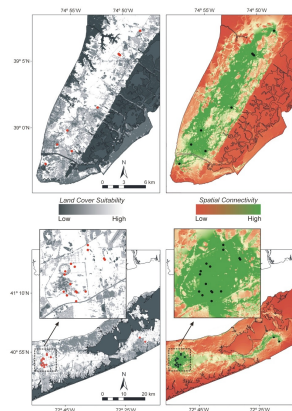 74° 55'W 74° 50'W 74° 55'W 74° 50'W
39° 5'N
39° 0'N
N
N
0 3 6
km
Land Cover Suitability
Spatial Connectivity
Low High
Low High
41° 10'N
40° 55'N
N
N
0 10 20
km
72° 45'W 72° 25'W 72° 45'W 72° 25'W